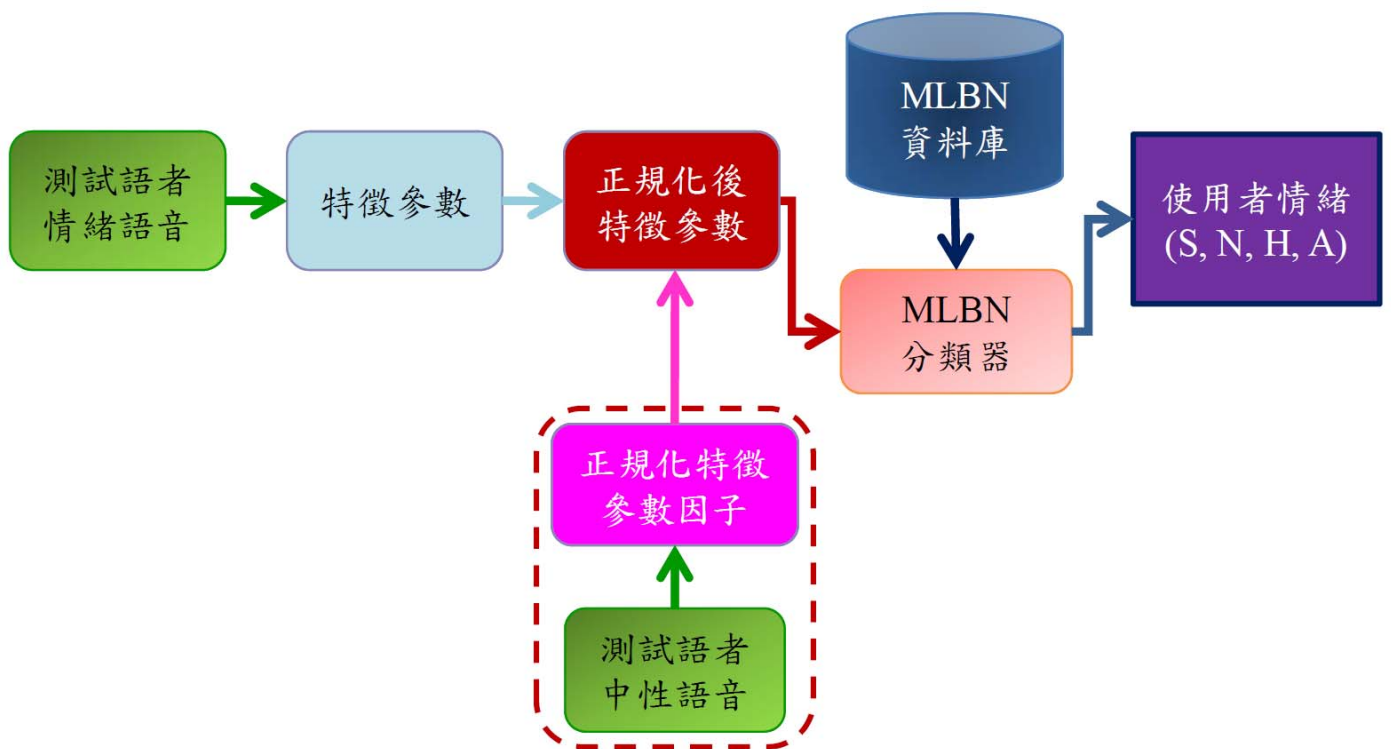 測試語者
情緒語音
特徵參數
正規化後
特徵參數
MLBN
資料庫
MLBN
分類器
使用者情緒
(S, N, H, A)
正規化特徵
參數因子
測試語者
中性語音